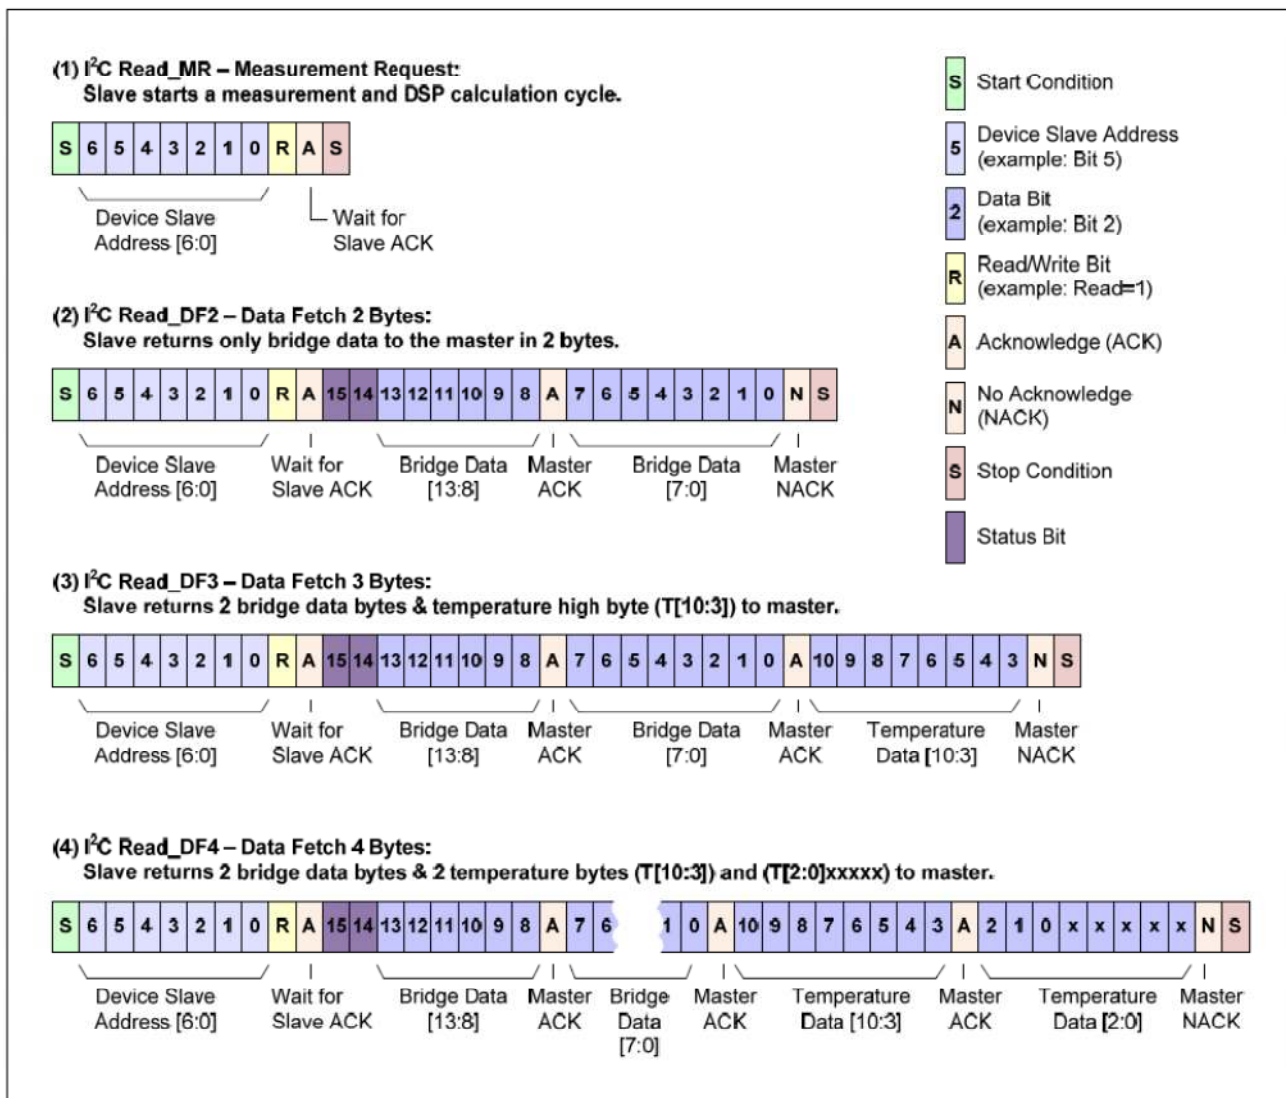 (1) I²C Read_MR – Measurement Request:
Slave starts a measurement and DSP calculation cycle.
S 6 5 4 3 2 1 0 R A S
Device Slave
Address [6:0]
Wait for
Slave ACK
S Start Condition
5 Device Slave Address
(example: Bit 5)
2 Data Bit
(example: Bit 2)
R Read/Write Bit
(example: Read=1)
A Acknowledge (ACK)
N No Acknowledge
(NACK)
S Stop Condition
Status Bit
(2) I²C Read_DF2 – Data Fetch 2 Bytes:
Slave returns only bridge data to the master in 2 bytes.
S 6 5 4 3 2 1 0 R A 15 14 13 12 11 10 9 8 A 7 6 5 4 3 2 1 0 N S
Device Slave Wait for Bridge Data Master Bridge Data Master
Address [6:0] Slave ACK [13:8] ACK [7:0] NACK
(3) I²C Read_DF3 – Data Fetch 3 Bytes:
Slave returns 2 bridge data bytes & temperature high byte (T[10:3]) to master.
S 6 5 4 3 2 1 0 R A 15 14 13 12 11 10 9 8 A 7 6 5 4 3 2 1 0 A 10 9 8 7 6 5 4 3 N S
Device Slave Wait for Bridge Data Master Bridge Data Master Temperature Master
Address [6:0] Slave ACK [13:8] ACK [7:0] ACK Data [10:3] NACK
(4) I²C Read_DF4 – Data Fetch 4 Bytes:
Slave returns 2 bridge data bytes & 2 temperature bytes (T[10:3]) and (T[2:0]xxxxx) to master.
S 6 5 4 3 2 1 0 R A 15 14 13 12 11 10 9 8 A 7 6 1 0 A 10 9 8 7 6 5 4 3 A 2 1 0 x x x x x N S
Device Slave Wait for Bridge Data Master Bridge Master Temperature Master Temperature Master
Address [6:0] Slave ACK [13:8] ACK Data ACK Data [10:3] ACK Data [2:0] NACK
[7:0]